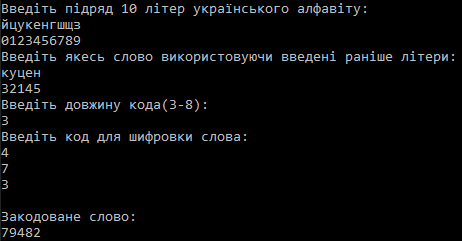 Введіть підряд 10 літер українського алфавіту:
йцукенгшщз
0123456789
Введіть якесь слово використовуючи введені раніше літери:
куцен
32145
Введіть довжину кода(3-8):
3
Введіть код для шифровки слова:
4
7
3
Закодоване слово:
79482